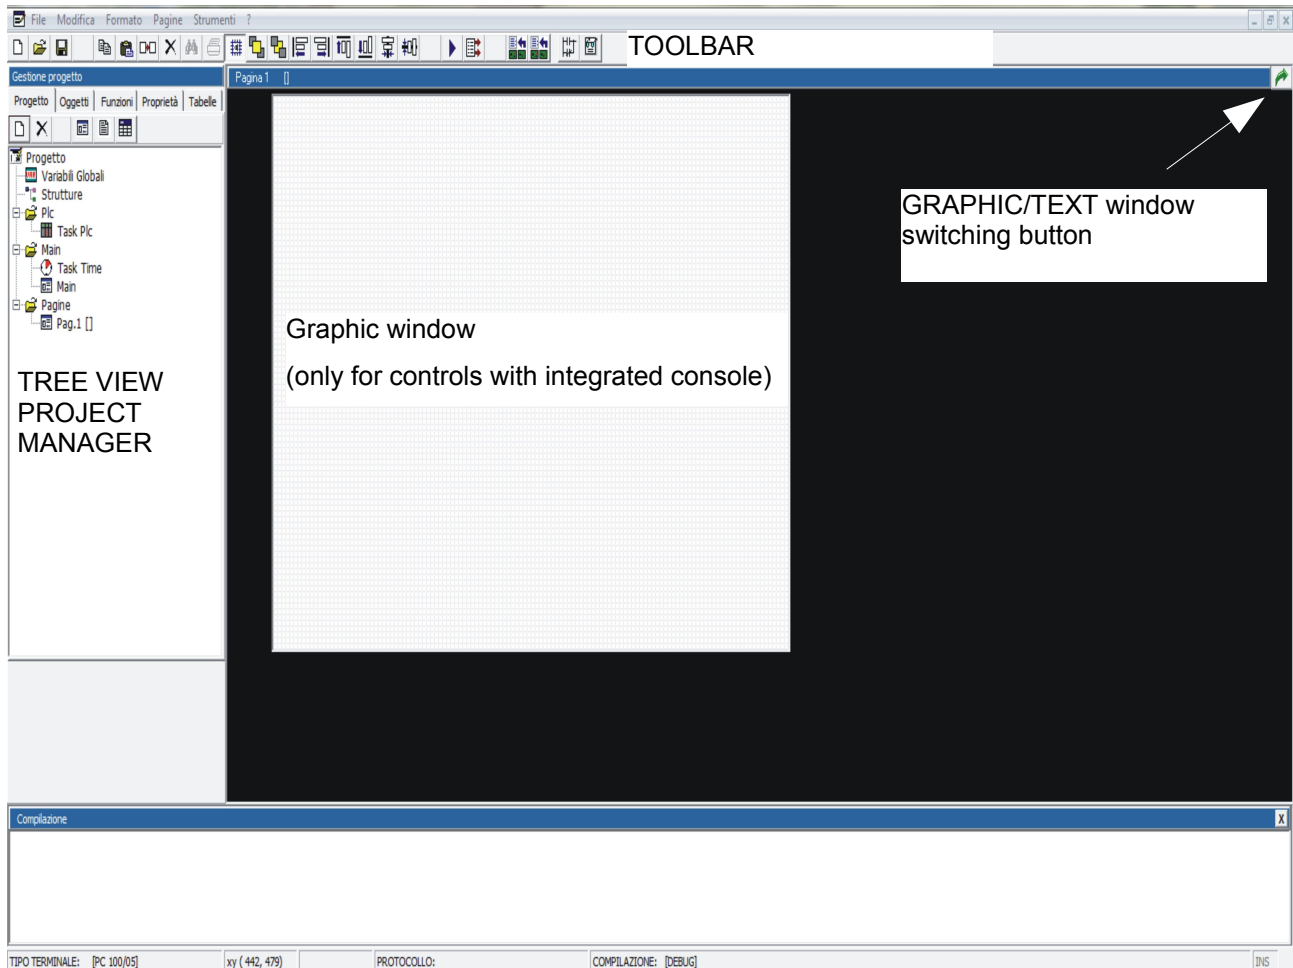 File Modifica Formato Pagine Strumenti ?
TOOLBAR
Gestione progetto
Pagina 1 []
Progetto Oggetti Funzioni Proprietà Tabelle
Progetto
Variabili Globali
Strutture
Plc
Task Plc
Main
Task Time
Main
Pagine
Pag.1 []
TREE VIEW
PROJECT
MANAGER
Graphic window
(only for controls with integrated console)
GRAPHIC/TEXT window
switching button
Compilazione
TIPO TERMINALE: [PC 100/05] xy ( 442, 479) PROTOCOLLO: COMPILAZIONE: [DEBUG] INS